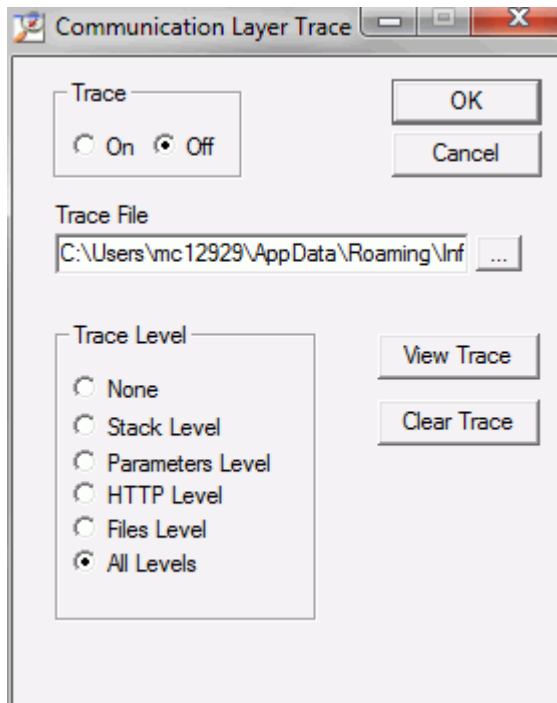 Communication Layer Trace
Trace
OK
On Off
Cancel
Trace File
C:\Users\mc12929\AppData\Roaming\Inf ...
Trace Level
View Trace
None
Stack Level
Clear Trace
Parameters Level
HTTP Level
Files Level
All Levels